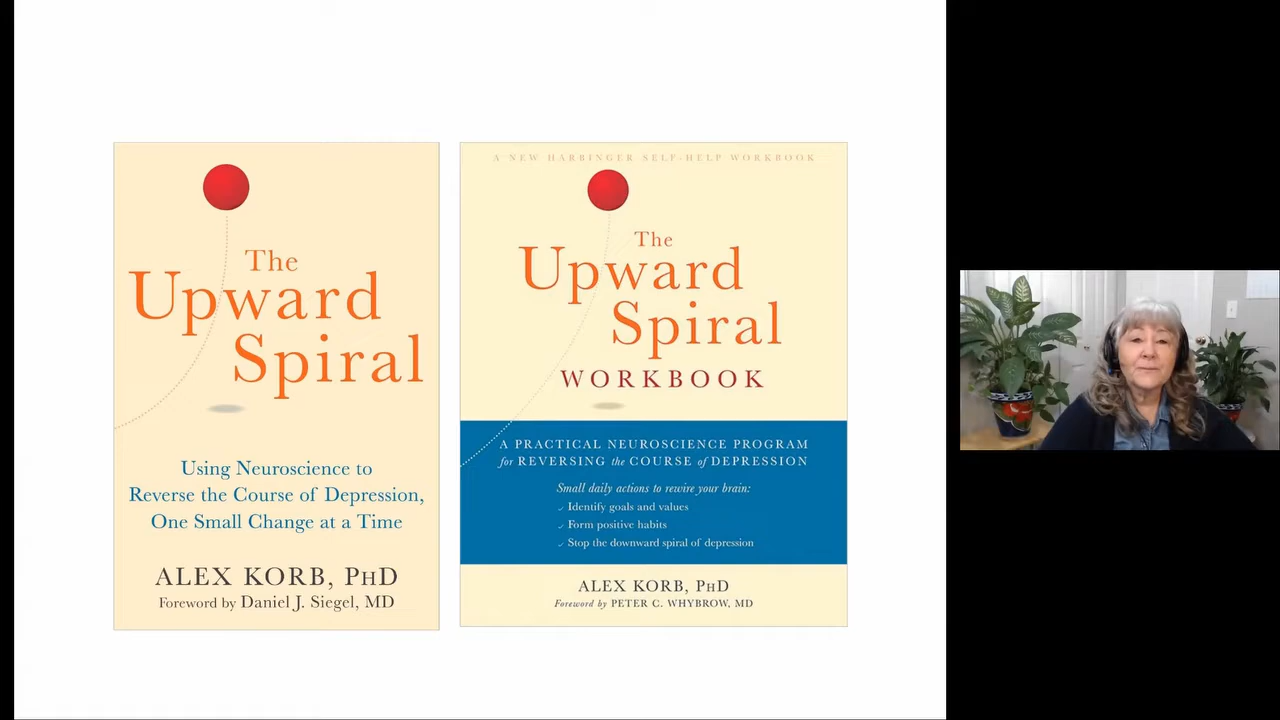 The
Upward
Spiral
Using Neuroscience to
Reverse the Course of Depression,
One Small Change at a Time
ALEX KORB, PHD
Foreword by Daniel J. Siegel, MD
A NEW HARBINGER SELF-HELP WORKBOOK
The
Upward
Spiral
WORKBOOK
A PRACTICAL NEUROSCIENCE PROGRAM
for REVERSING the COURSE of DEPRESSION
Small daily actions to rewire your brain:
✓ Identify goals and values
✓ Form positive habits
✓ Stop the downward spiral of depression
ALEX KORB, PHD
Foreword by PETER C. WHYBROW, MD